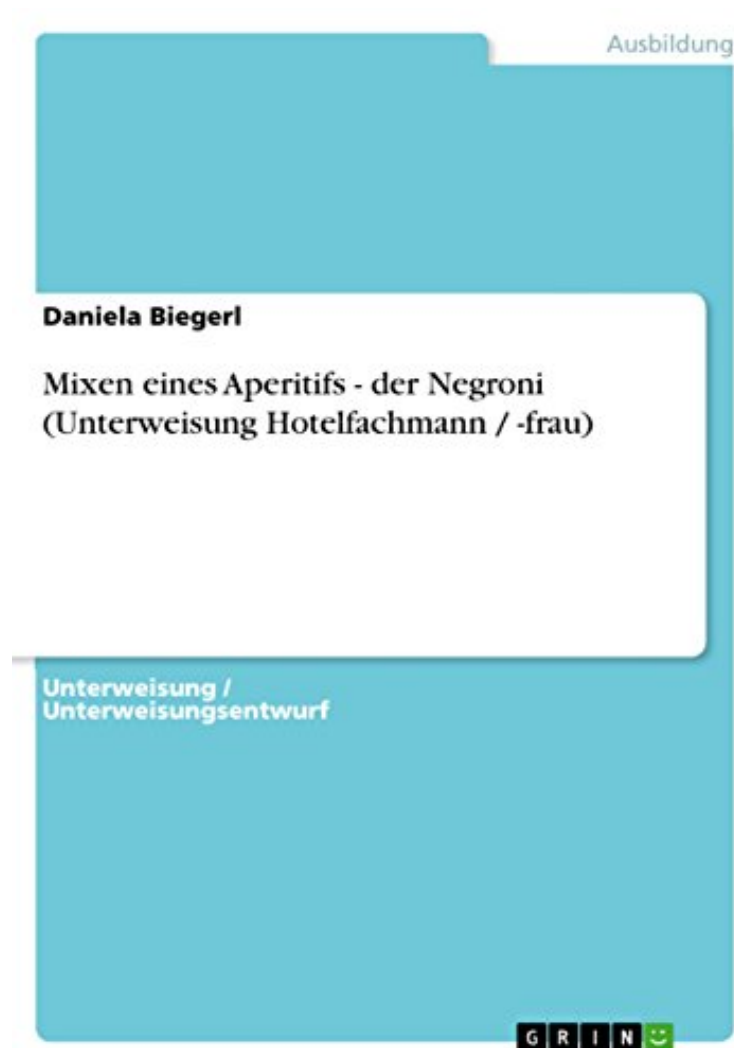 Ausbildung
Daniela Biegerl
Mixen eines Aperitifs - der Negroni
(Unterweisung Hotelfachmann / -frau)
Unterweisung /
Unterweisungsentwurf
GRIN